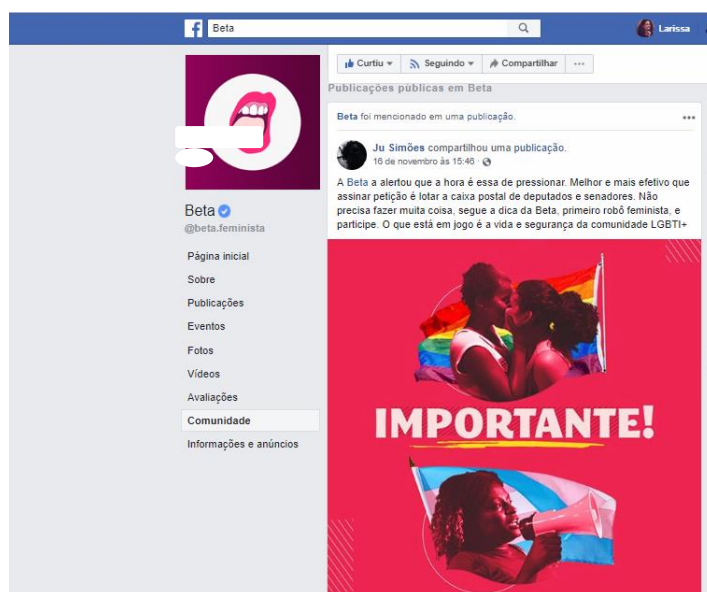 Beta
Larissa
Curtiu
Seguindo
Compartilhar
Publicações públicas em Beta
Beta foi mencionado em uma publicação.
Ju Simões compartilhou uma publicação.
16 de novembro às 15:46
A Beta a alertou que a hora é essa de pressionar. Melhor e mais efetivo que
assinar petição é lotar a caixa postal de deputados e senadores. Não
precisa fazer muita coisa, segue a dica da Beta, primeiro robô feminista, e
participe. O que está em jogo é a vida e segurança da comunidade LGBTI+
Beta
@beta.feminista
Página inicial
Sobre
Publicações
Eventos
Fotos
Vídeos
Avaliações
Comunidade
Informações e anúncios
IMPORTANTE!